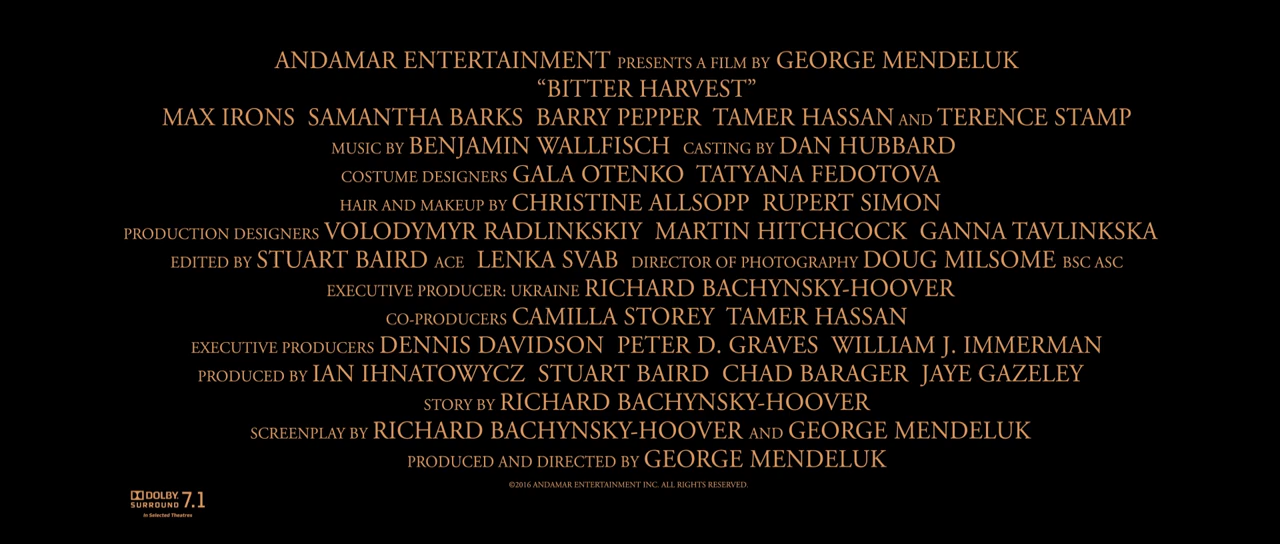 ANDAMAR ENTERTAINMENT PRESENTS A FILM BY GEORGE MENDELUK
“BITTER HARVEST”
MAX IRONS SAMANTHA BARKS BARRY PEPPER TAMER HASSAN AND TERENCE STAMP
MUSIC BY BENJAMIN WALLFISCH CASTING BY DAN HUBBARD
COSTUME DESIGNERS GALA OTENKO TATYANA FEDOTOVA
HAIR AND MAKEUP BY CHRISTINE ALLSOPP RUPERT SIMON
PRODUCTION DESIGNERS VOLODYMYR RADLINKSKIY MARTIN HITCHCOCK GANNA TAVLINKSKA
EDITED BY STUART BAIRD ACE LENKA SVAB DIRECTOR OF PHOTOGRAPHY DOUG MILSOME BSC ASC
EXECUTIVE PRODUCER: UKRAINE RICHARD BACHYNSKY-HOOVER
CO-PRODUCERS CAMILLA STOREY TAMER HASSAN
EXECUTIVE PRODUCERS DENNIS DAVIDSON PETER D. GRAVES WILLIAM J. IMMERMAN
PRODUCED BY IAN IHNATOWYCZ STUART BAIRD CHAD BARAGER JAYE GAZELEY
STORY BY RICHARD BACHYNSKY-HOOVER
SCREENPLAY BY RICHARD BACHYNSKY-HOOVER AND GEORGE MENDELUK
PRODUCED AND DIRECTED BY GEORGE MENDELUK
©2016 ANDAMAR ENTERTAINMENT INC. ALL RIGHTS RESERVED.
DOLBY
SURROUND 7.1
In Selected Theatres